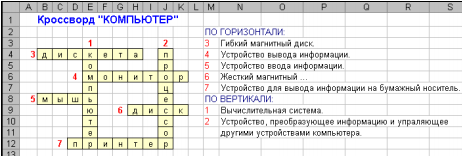 A B C D E F G H I J K L M N O P Q R S
1 Кроссворд "КОМПЬЮТЕР"
2 ПО ГОРИЗОНТАЛИ:
3 1 2 3 Гибкий магнитный диск.
4 3 д и с к е т а п 4 Устройство вывода информации.
5 о р 5 Устройство ввода информации.
6 4 м о н и т о р 6 Жесткий магнитный ...
7 п ц 7 Устройство для вывода информации на бумажный носитель.
8 5 м ы ш ь е ПО ВЕРТИКАЛИ:
9 ю 6 д и с к 1 Вычислительная система.
10 т с 2 Устройство, преобразующее информацию и упраляющее
11 е о другими устройствами компьютера.
12 7 п р и н т е р р